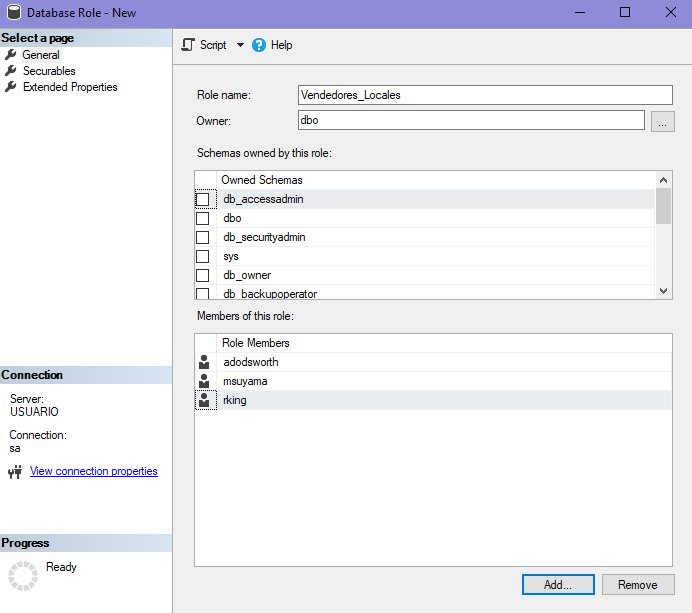 Database Role - New
Select a page
General
Securables
Extended Properties
Script
Help
Role name:
Vendedores_Locales
Owner:
dbo
...
Schemas owned by this role:
Owned Schemas
db_accessadmin
dbo
db_securityadmin
sys
db_owner
db_backupoperator
Members of this role:
Role Members
adodsworth
msuyama
rking
Connection
Server:
USUARIO
Connection:
sa
View connection properties
Progress
Ready
Add...
Remove